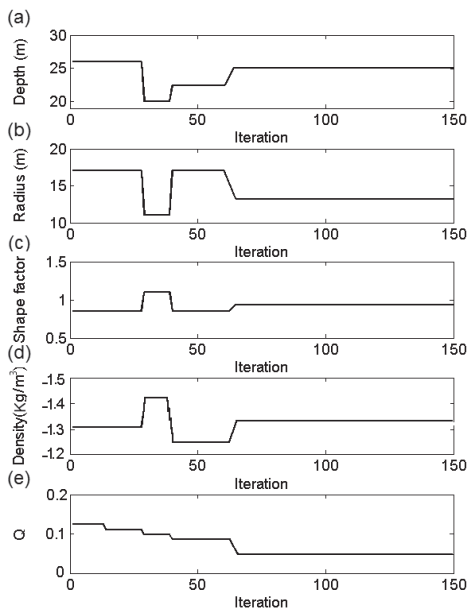 (a)
30
25
20
Depth (m)
0 50 100 150
Iteration
(b)
20
15
10
Radius (m)
0 50 100 150
Iteration
(c)
1.5
1
0.5
Shape factor
0 50 100 150
Iteration
(d)
-1.5
-1.4
-1.3
-1.2
Density(Kg/m³)
0 50 100 150
Iteration
(e)
0.2
0.1
0
Q
0 50 100 150
Iteration